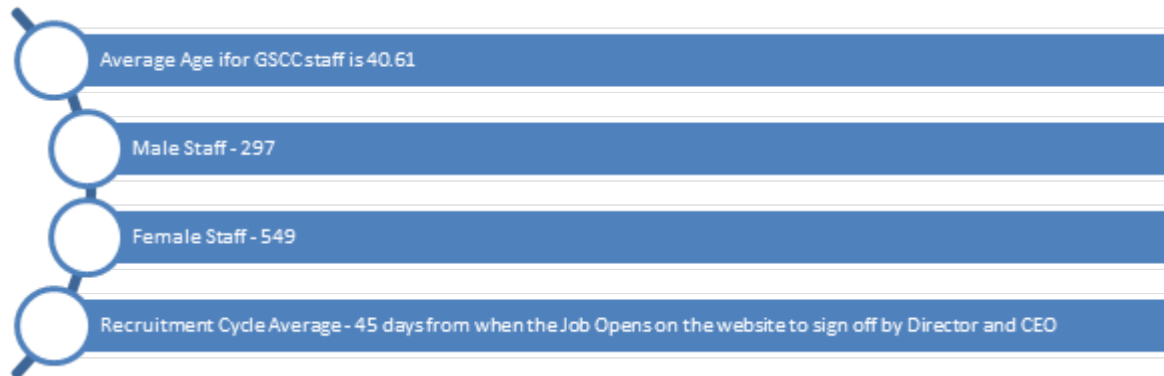 Average Age ifor GSCC staff is 40.61
Male Staff - 297
Female Staff - 549
Recruitment Cycle Average - 45 days from when the Job Opens on the website to sign off by Director and CEO